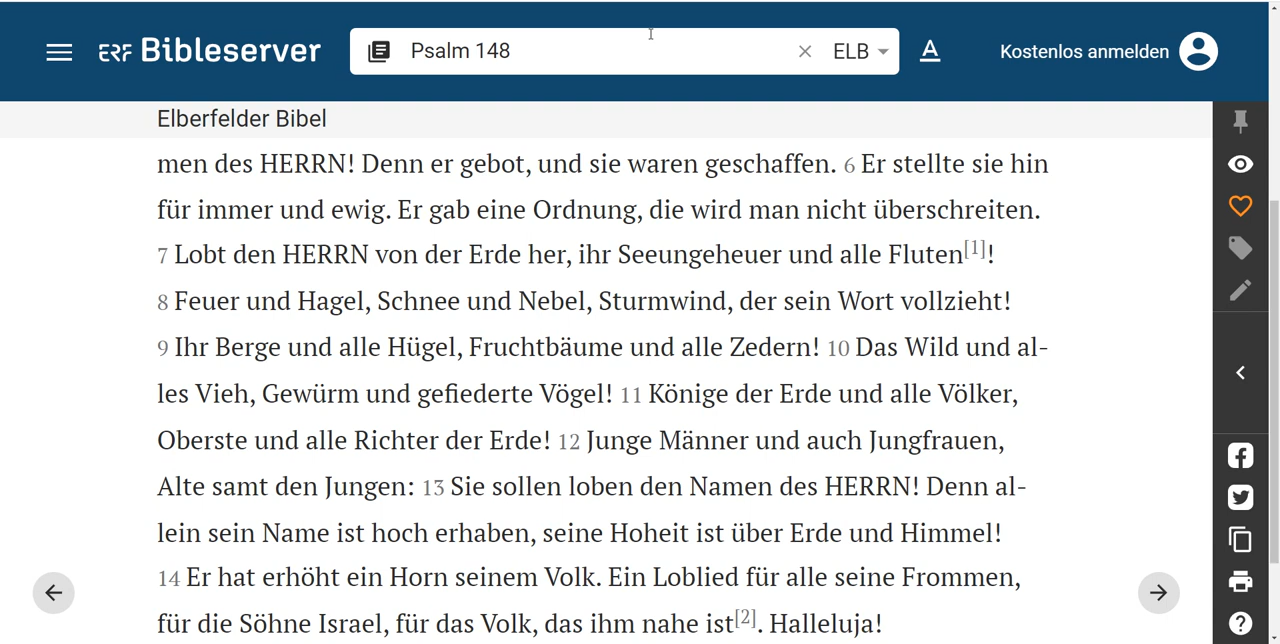 ERF Bibleserver
Psalm 148
ELB
A
Kostenlos anmelden
Elberfelder Bibel
men des HERRN! Denn er gebot, und sie waren geschaffen. 6 Er stellte sie hin
für immer und ewig. Er gab eine Ordnung, die wird man nicht überschreiten.
7 Lobt den HERRN von der Erde her, ihr Seeungeheuer und alle Fluten[1]!
8 Feuer und Hagel, Schnee und Nebel, Sturmwind, der sein Wort vollzieht!
9 Ihr Berge und alle Hügel, Fruchtbäume und alle Zedern! 10 Das Wild und al-
les Vieh, Gewürm und gefiederte Vögel! 11 Könige der Erde und alle Völker,
Oberste und alle Richter der Erde! 12 Junge Männer und auch Jungfrauen,
Alte samt den Jungen: 13 Sie sollen loben den Namen des HERRN! Denn al-
lein sein Name ist hoch erhaben, seine Hoheit ist über Erde und Himmel!
14 Er hat erhöht ein Horn seinem Volk. Ein Loblied für alle seine Frommen,
für die Söhne Israel, für das Volk, das ihm nahe ist[2]. Halleluja!